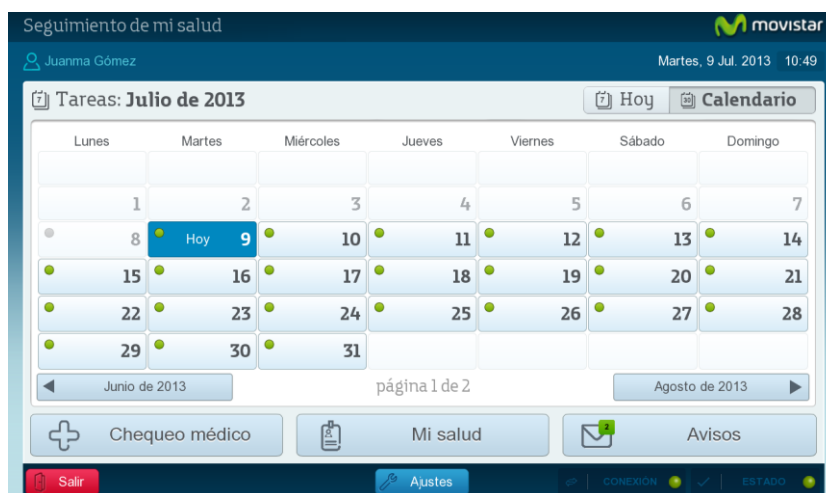 Seguimiento de mi salud
movistar
Juanma Gómez
Martes, 9 Jul. 2013 10:49
7 Tareas: Julio de 2013
7 Hoy
30 Calendario
Lunes Martes Miércoles Jueves Viernes Sábado Domingo
1 2 3 4 5 6 7
8 Hoy 9 10 11 12 13 14
15 16 17 18 19 20 21
22 23 24 25 26 27 28
29 30 31
Junio de 2013 página 1 de 2 Agosto de 2013
Chequeo médico Mi salud 2 Avisos
Salir Ajustes CONEXIÓN ESTADO